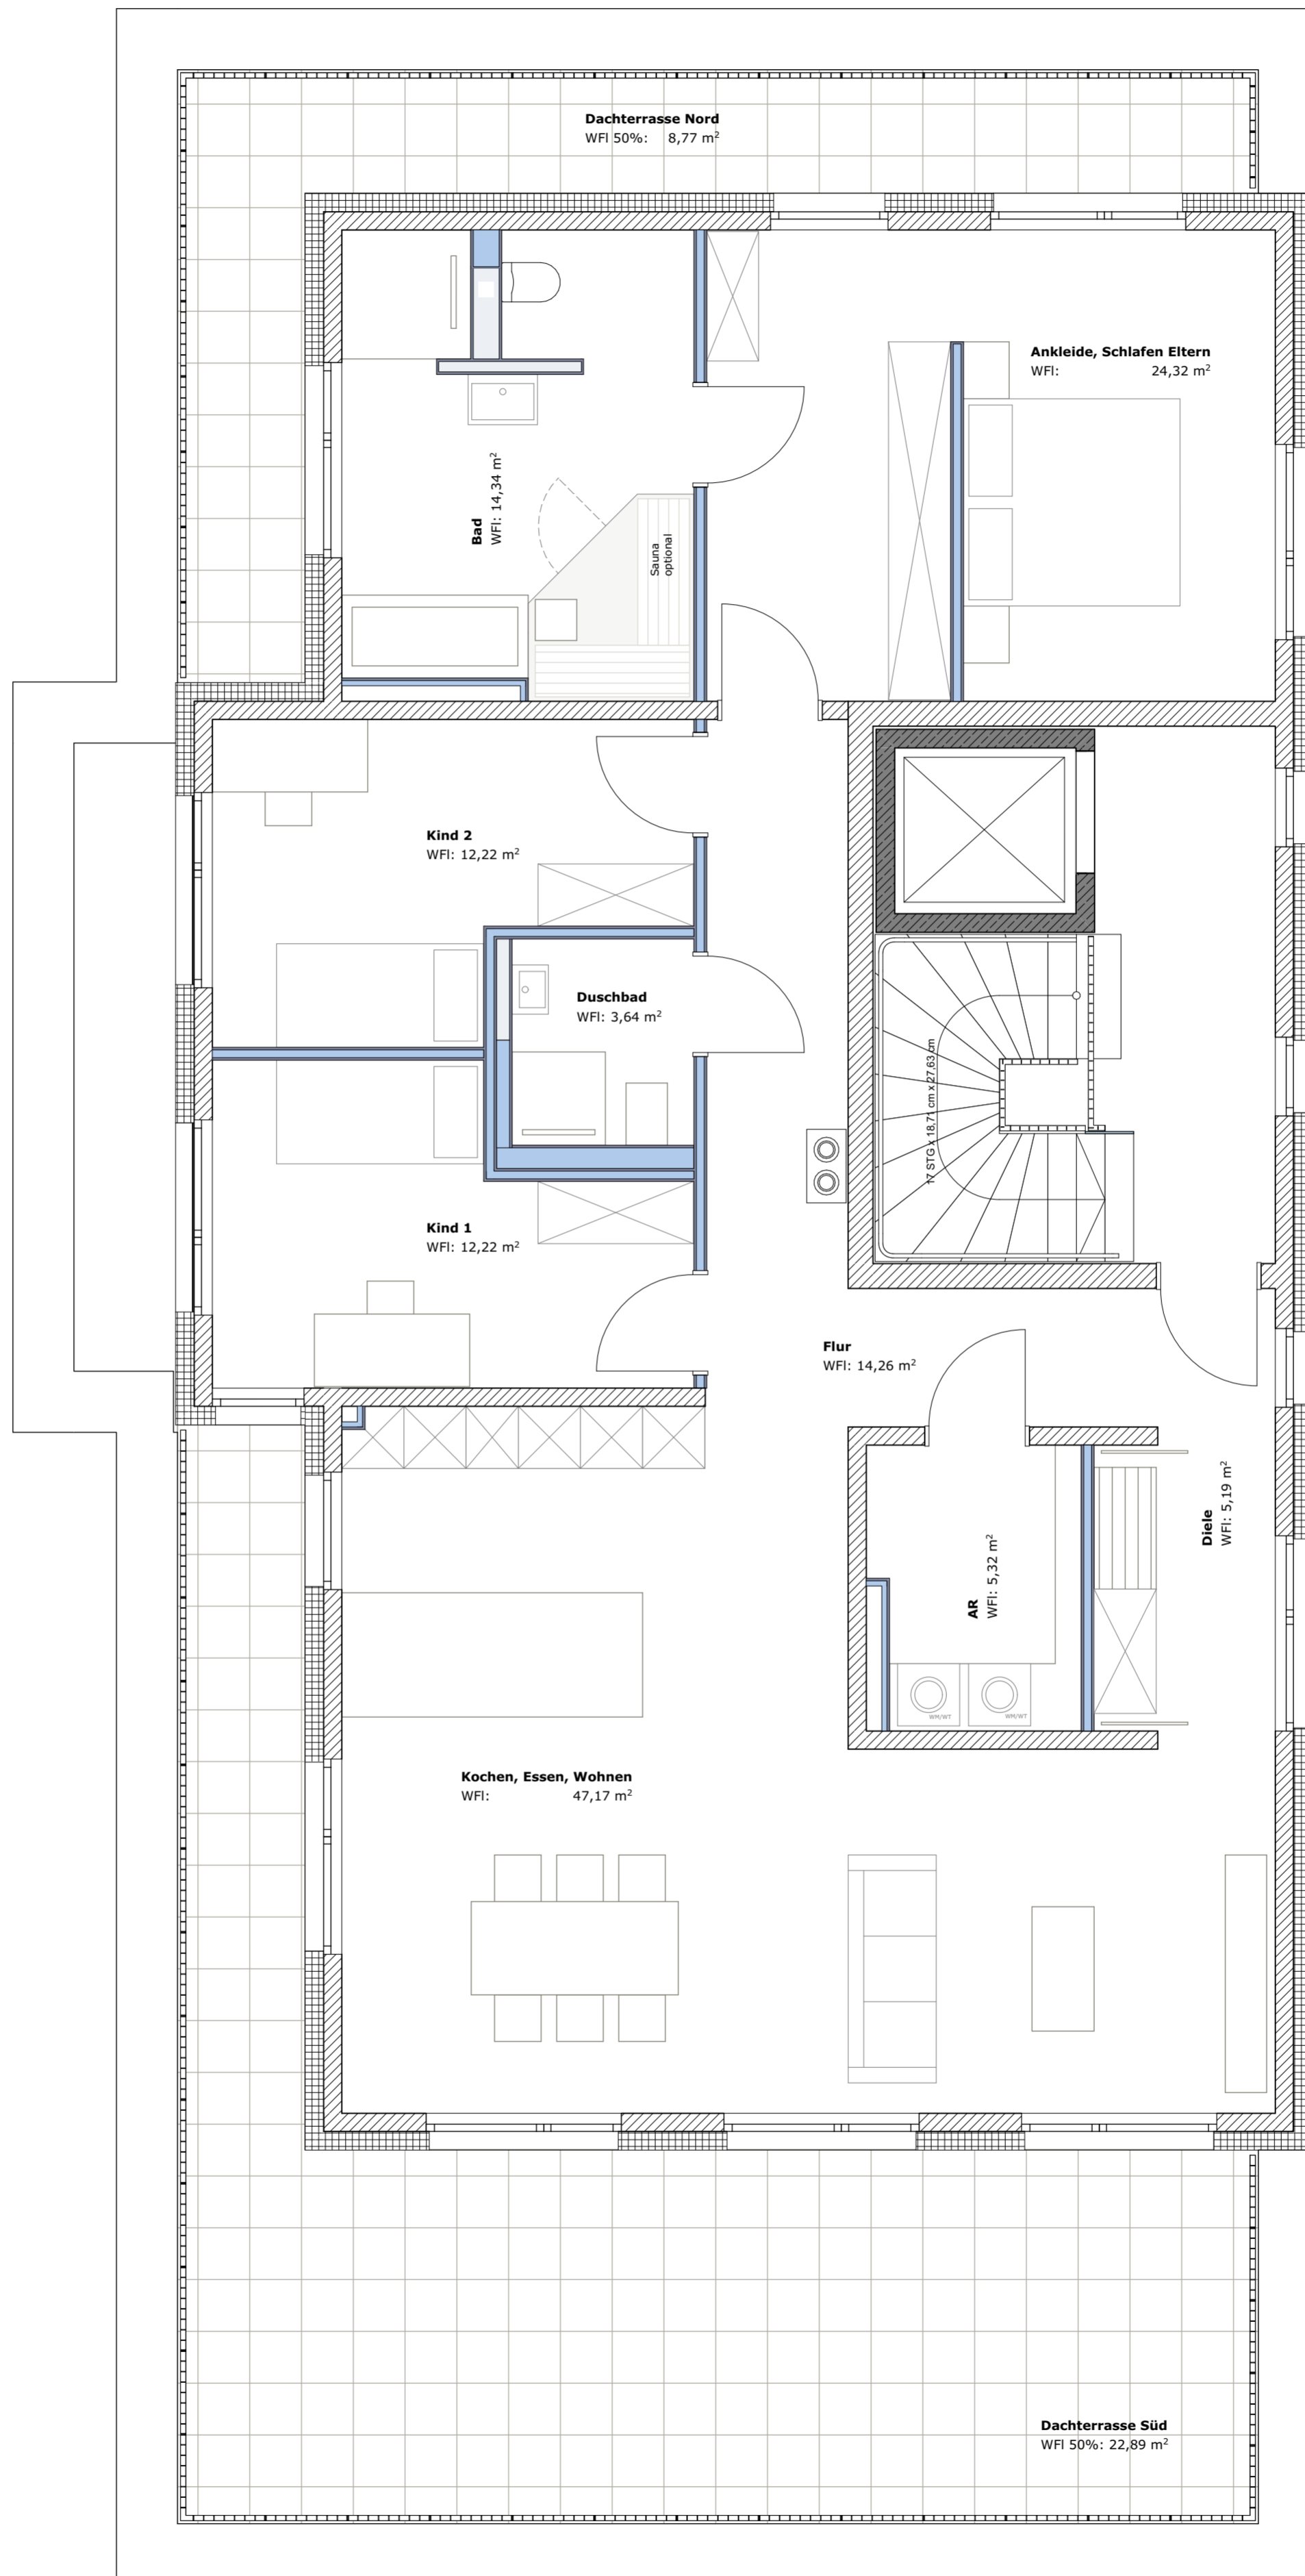 Dachterrasse Nord
WFl 50%: 8,77 m²
Ankleide, Schlafen Eltern
WFl: 24,32 m²
Bad
WFl: 14,34 m²
Sauna
optional
Kind 2
WFl: 12,22 m²
Duschbad
WFl: 3,64 m²
17 STG x 18,71 cm x 27,63 cm
Kind 1
WFl: 12,22 m²
Flur
WFl: 14,26 m²
Diele
WFl: 5,19 m²
AR
WFl: 5,32 m²
WM/WT
WM/WT
Kochen, Essen, Wohnen
WFl: 47,17 m²
Dachterrasse Süd
WFl 50%: 22,89 m²